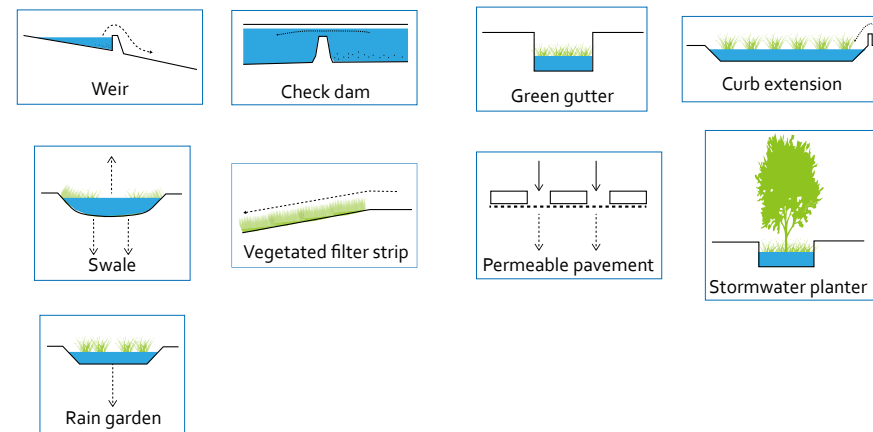 Weir
Check dam
Green gutter
Curb extension
Swale
Vegetated filter strip
Permeable pavement
Stormwater planter
Rain garden